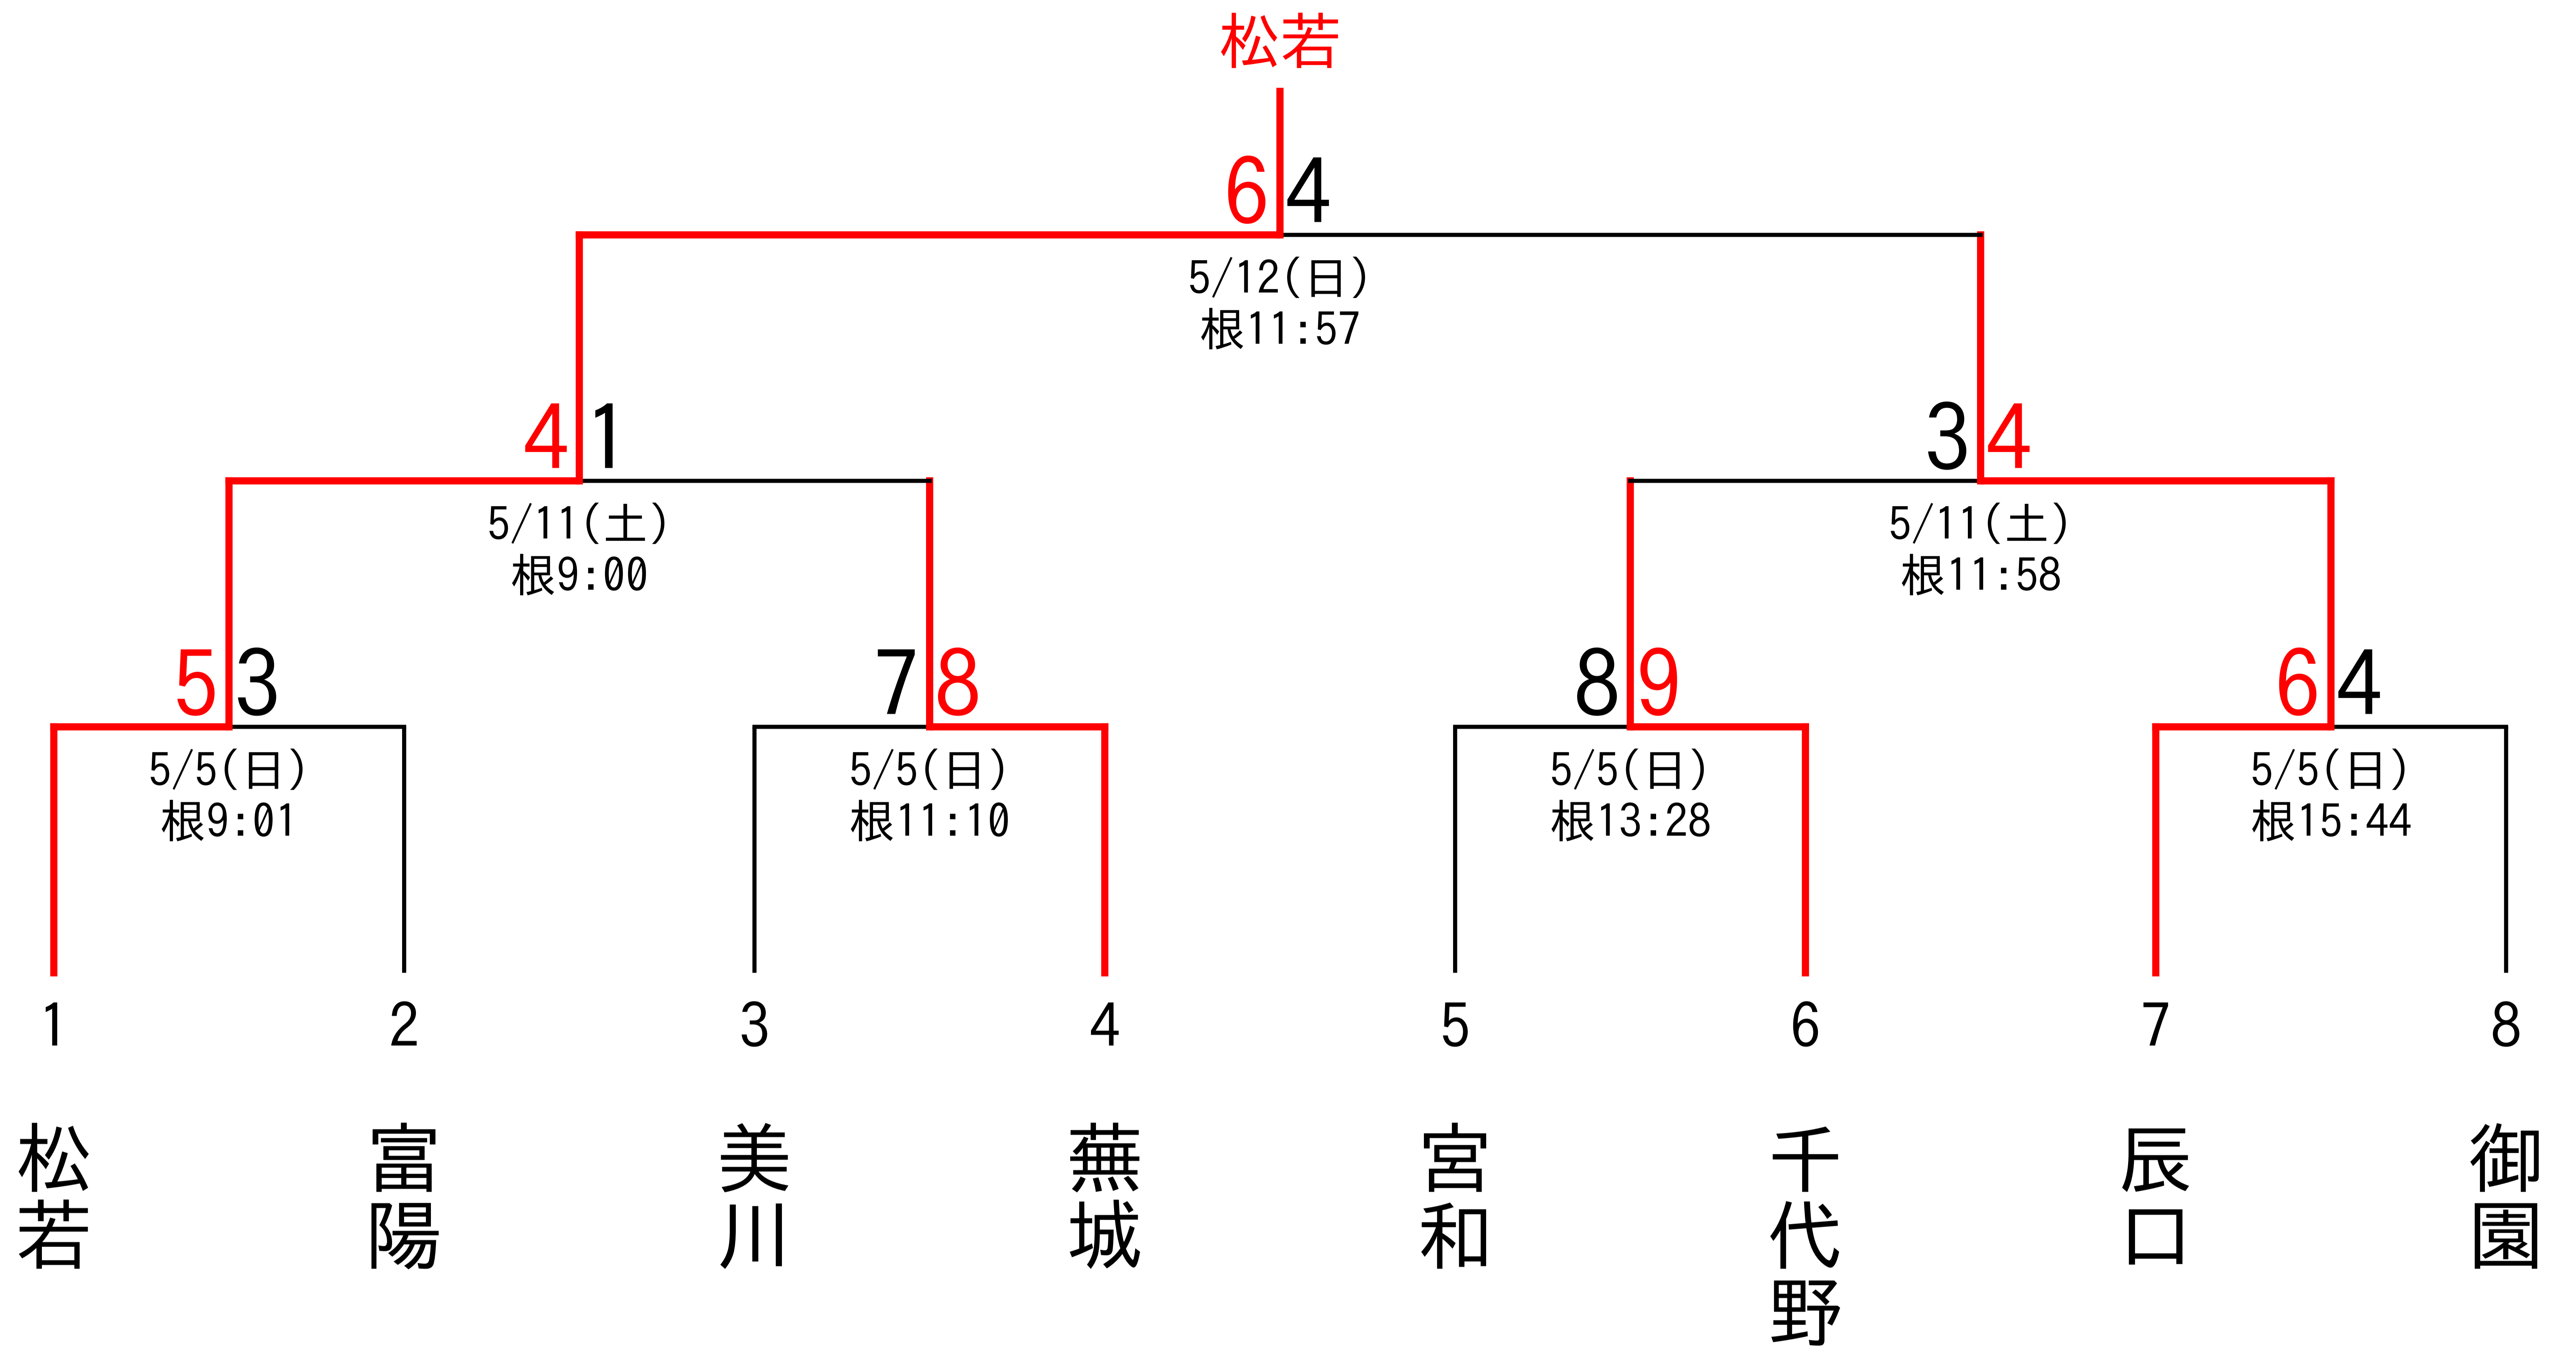 松若
6 4
5/12(日)
根11:57
4 1
3 4
5/11(土)
根9:00
5/11(土)
根11:58
5 3
7 8
8 9
6 4
5/5(日)
根9:01
5/5(日)
根11:10
5/5(日)
根13:28
5/5(日)
根15:44
1
2
3
4
5
6
7
8
松若
富陽
美川
蕪城
宮和
千代野
辰口
御園